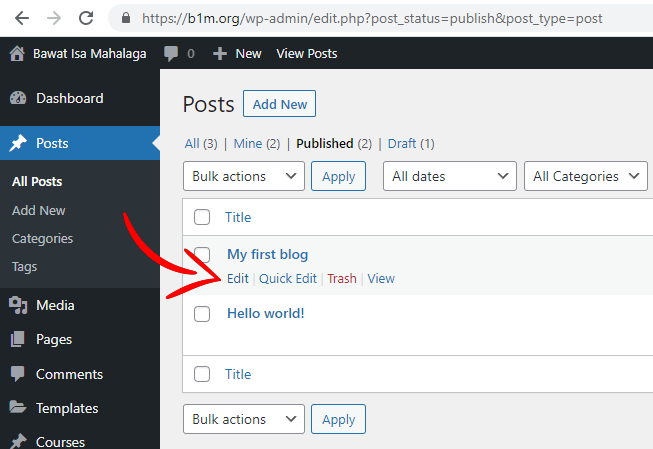 https://b1m.org/wp-admin/edit.php?post_status=publish&post_type=post
Bawat Isa Mahalaga 0 New View Posts
Dashboard
Posts
All Posts
Add New
Categories
Tags
Media
Pages
Comments
Templates
Courses
Posts Add New
All (3) | Mine (2) | Published (2) | Draft (1)
Bulk actions Apply All dates All Categories
Title
My first blog
Edit | Quick Edit | Trash | View
Hello world!
Title
Bulk actions Apply